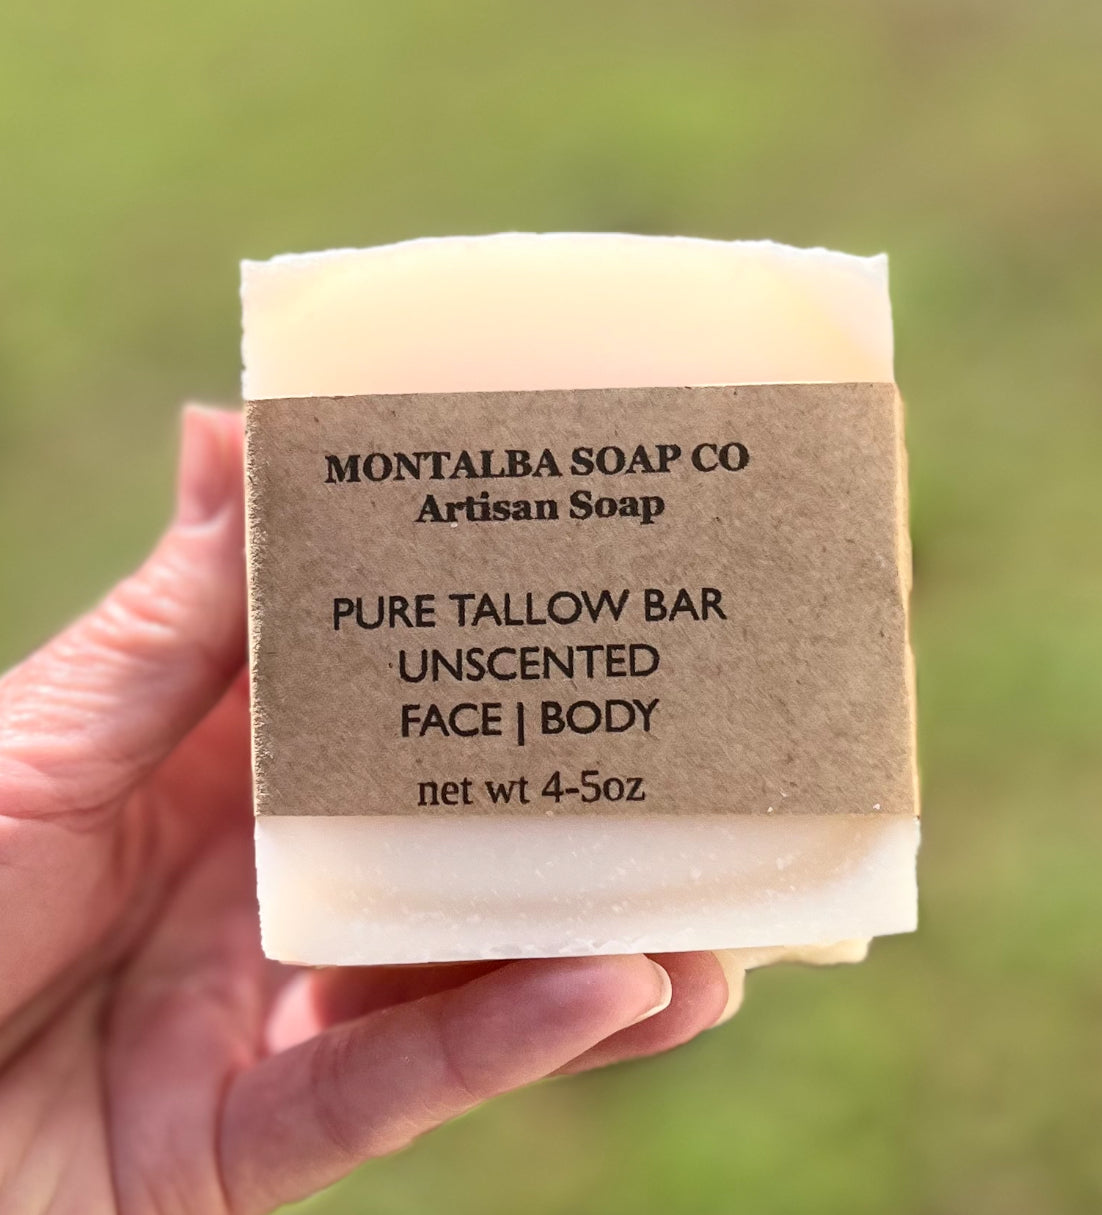 MONTALBA SOAP CO
Artisan Soap
PURE TALLOW BAR
UNSCENTED
FACE | BODY
net wt 4-5oz